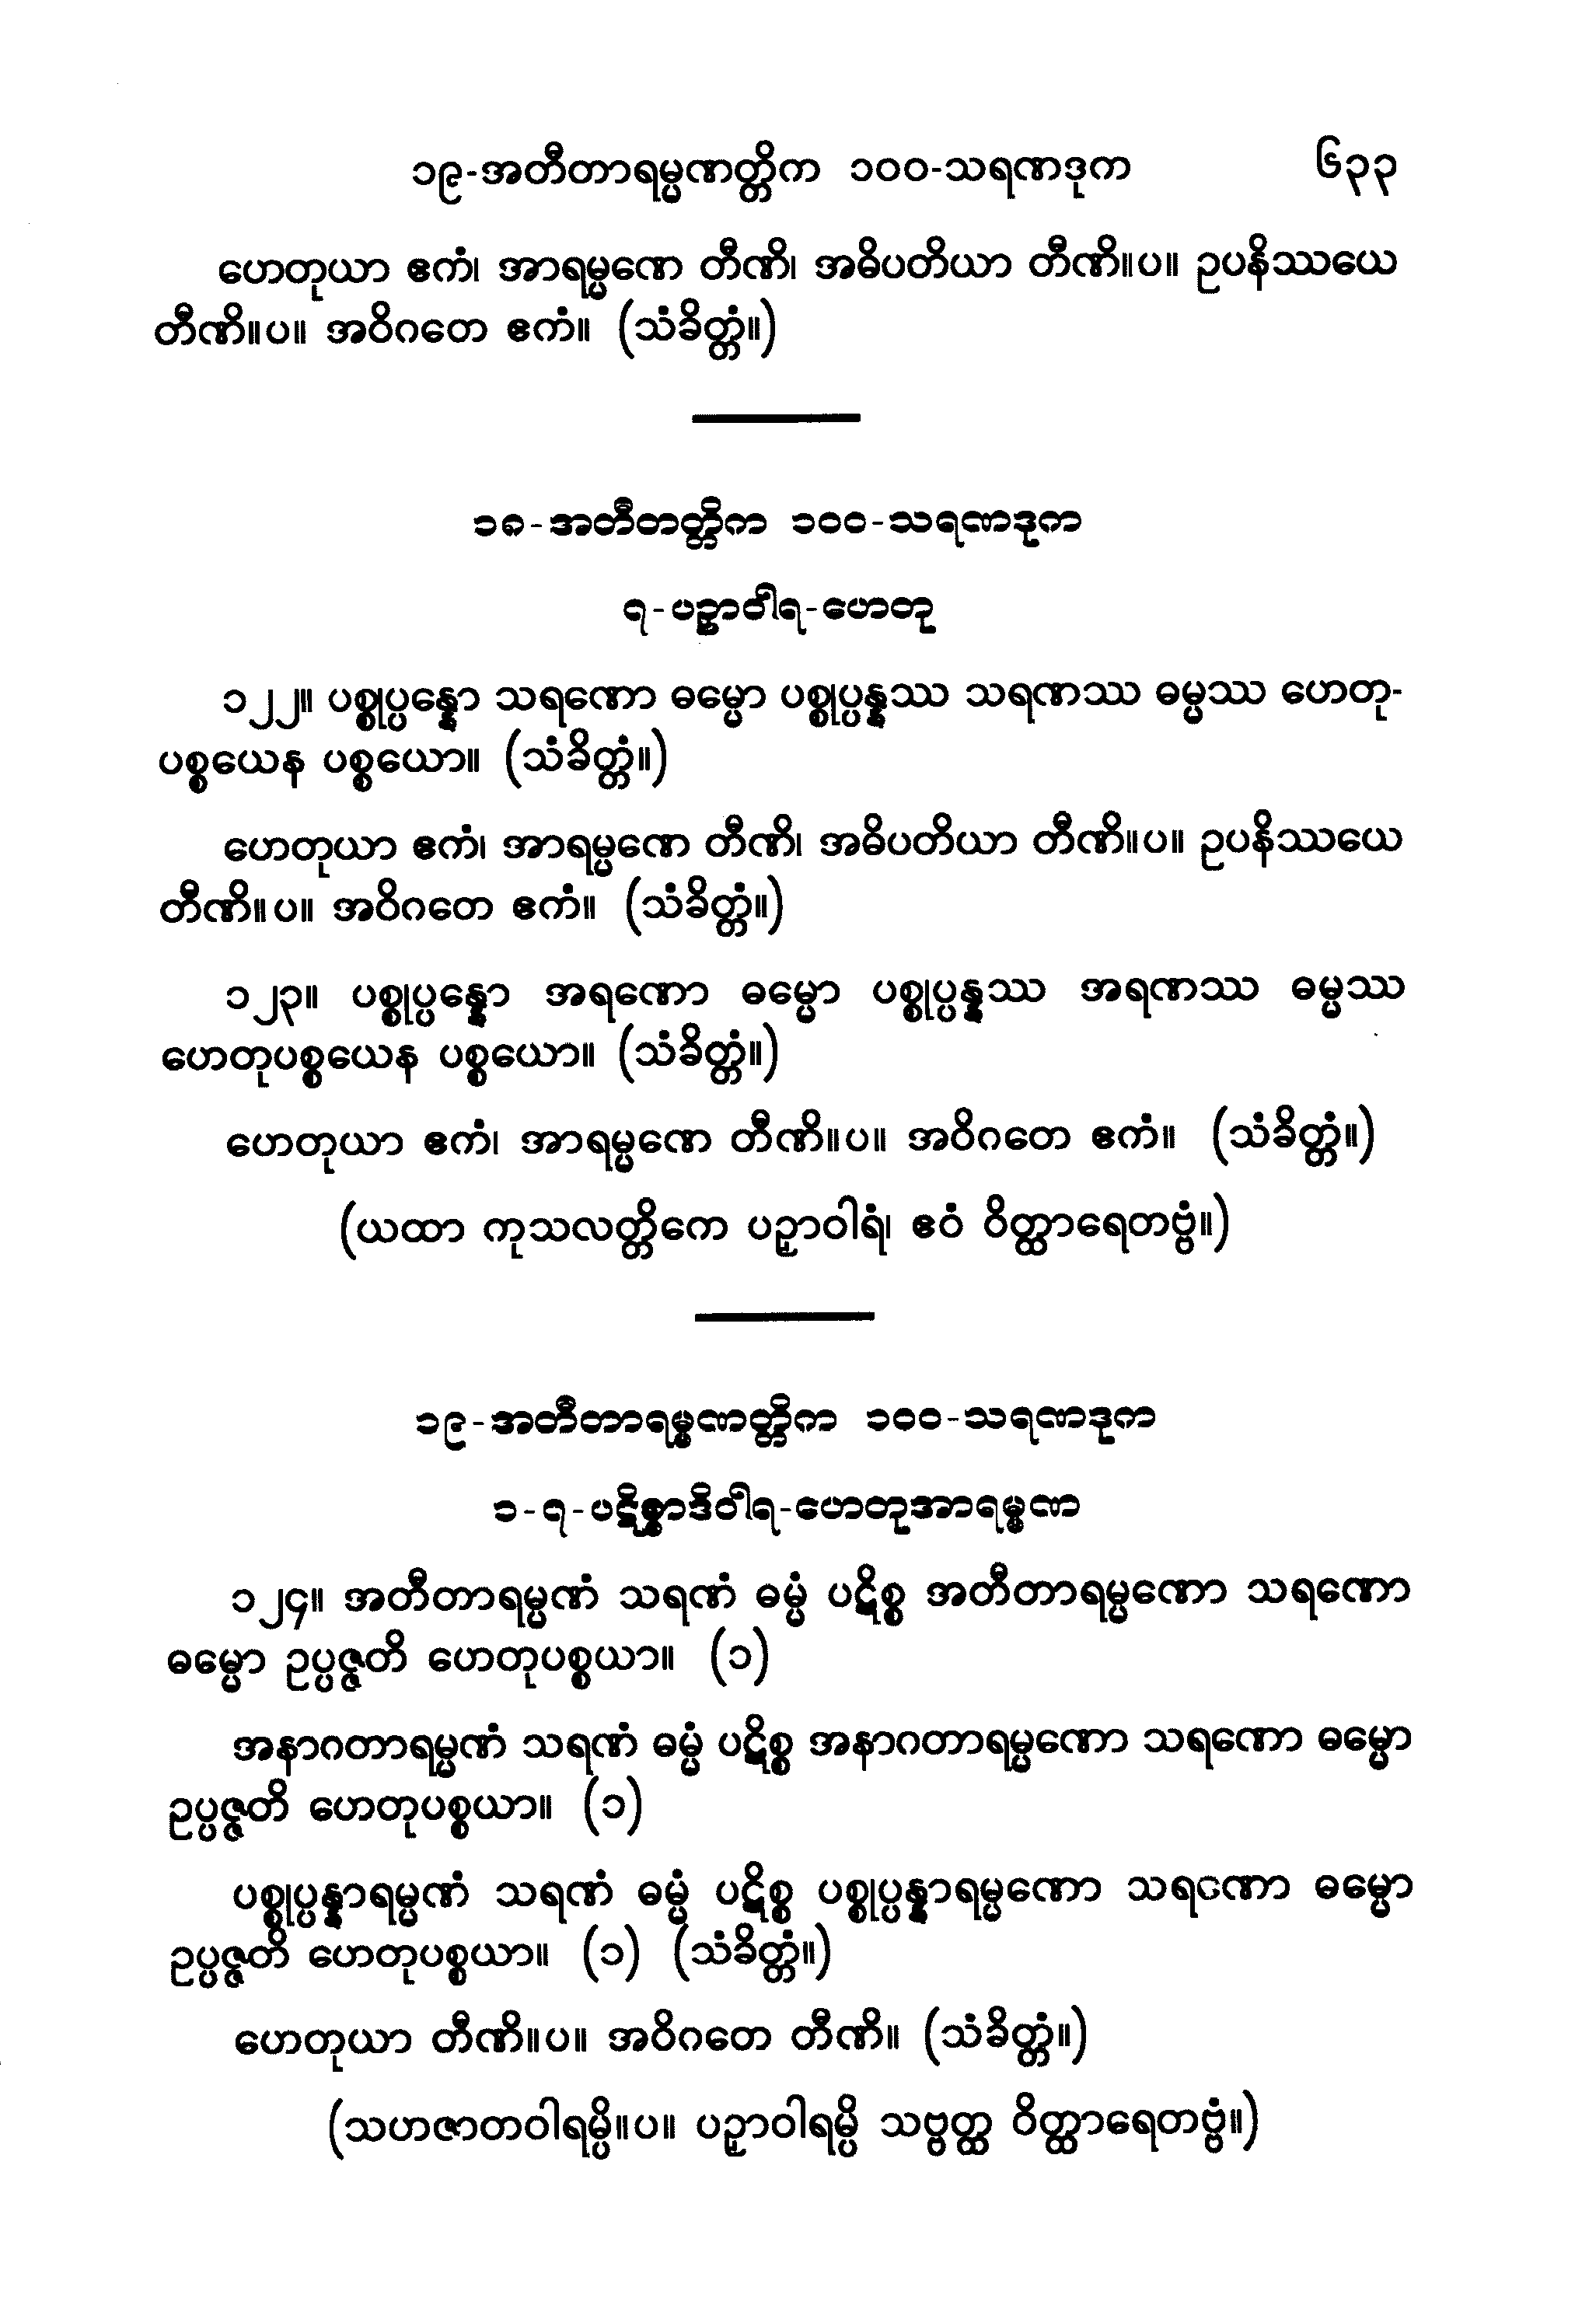 ၁၉-အတီတာရမ္မဏတ္တိက ၁၀၀-သရဏဒုက ၆၃၃
ဟေတုယာ ဧကံ၊ အာရမ္မဏေ တီဏိ၊ အဓိပတိယာ တီဏိ။ပ။ ဥပနိဿယေ
တီဏိ။ပ။ အဝိဂတေ ဧကံ။ (သံခိတ္တံ။)
၁၈-အတီတတ္တိက ၁၀၀-သရဏဒုက
၇-ပဉှာဝါရ-ဟေတု
၁၂၂။ ပစ္စုပ္ပန္နော သရဏော ဓမ္မော ပစ္စုပ္ပန္နဿ သရဏဿ ဓမ္မဿ ဟေတု-
ပစ္စယေန ပစ္စယော။ (သံခိတ္တံ။)
ဟေတုယာ ဧကံ၊ အာရမ္မဏေ တီဏိ၊ အဓိပတိယာ တီဏိ။ပ။ ဥပနိဿယေ
တီဏိ။ပ။ အဝိဂတေ ဧကံ။ (သံခိတ္တံ။)
၁၂၃။ ပစ္စုပ္ပန္နော အရဏော ဓမ္မော ပစ္စုပ္ပန္နဿ အရဏဿ ဓမ္မဿ
ဟေတုပစ္စယေန ပစ္စယော။ (သံခိတ္တံ။)
ဟေတုယာ ဧကံ၊ အာရမ္မဏေ တီဏိ။ပ။ အဝိဂတေ ဧကံ။ (သံခိတ္တံ။)
(ယထာ ကုသလတ္တိကေ ပဉှာဝါရံ၊ ဧဝံ ဝိတ္ထာရေတဗ္ဗံ။)
၁၉-အတီတာရမ္မဏတ္တိက ၁၀၀-သရဏဒုက
၁-၇-ပဋိစ္စာဒိဝါရ-ဟေတုအာရမ္မဏ
၁၂၄။ အတီတာရမ္မဏံ သရဏံ ဓမ္မံ ပဋိစ္စ အတီတာရမ္မဏော သရဏော
ဓမ္မော ဥပ္ပဇ္ဇတိ ဟေတုပစ္စယာ။ (၁)
အနာဂတာရမ္မဏံ သရဏံ ဓမ္မံ ပဋိစ္စ အနာဂတာရမ္မဏော သရဏော ဓမ္မော
ဥပ္ပဇ္ဇတိ ဟေတုပစ္စယာ။ (၁)
ပစ္စုပ္ပန္နာရမ္မဏံ သရဏံ ဓမ္မံ ပဋိစ္စ ပစ္စုပ္ပန္နာရမ္မဏော သရဏော ဓမ္မော
ဥပ္ပဇ္ဇတိ ဟေတုပစ္စယာ။ (၁) (သံခိတ္တံ။)
ဟေတုယာ တီဏိ။ပ။ အဝိဂတေ တီဏိ။ (သံခိတ္တံ။)
(သဟဇာတဝါရမ္ပိ။ပ။ ပဉှာဝါရမ္ပိ သဗ္ဗတ္ထ ဝိတ္ထာရေတဗ္ဗံ။)